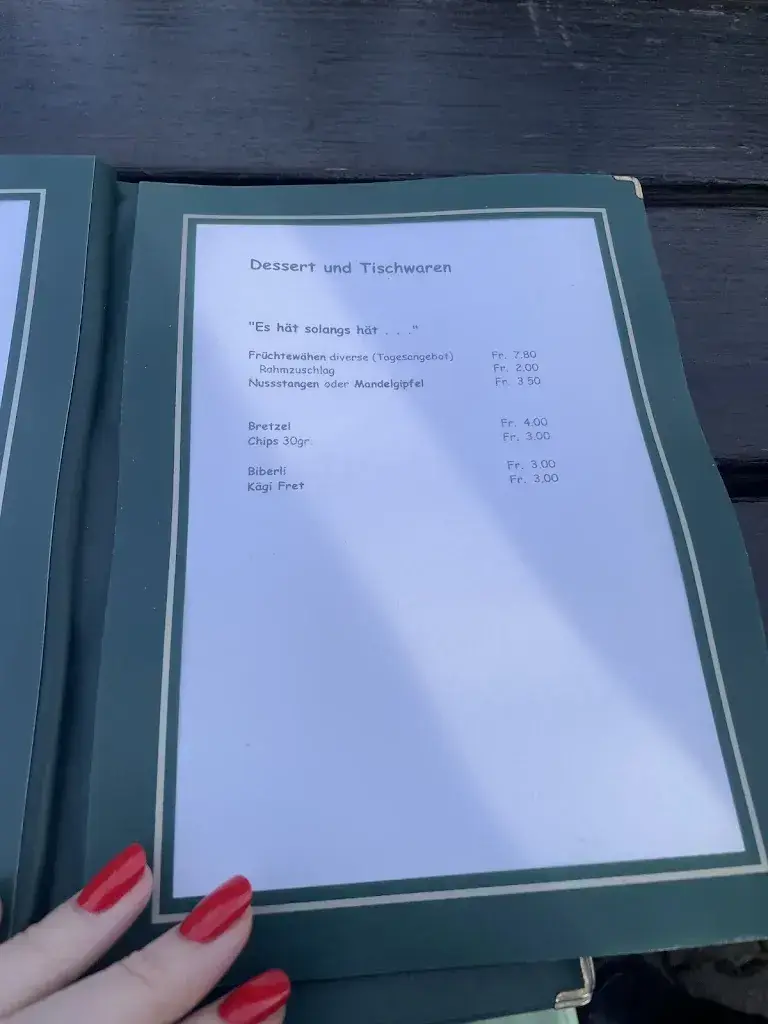 Dessert und Tischwaren
"Es hät solangs hät . . ."
Früchtewähen diverse (Tagesangebot) Fr. 7.80
Rahmzuschlag Fr. 2.00
Nussstangen oder Mandelgipfel Fr. 3.50
Bretzel Fr. 4.00
Chips 30gr. Fr. 3.00
Biberli Fr. 3.00
Kägi Fret Fr. 3.00